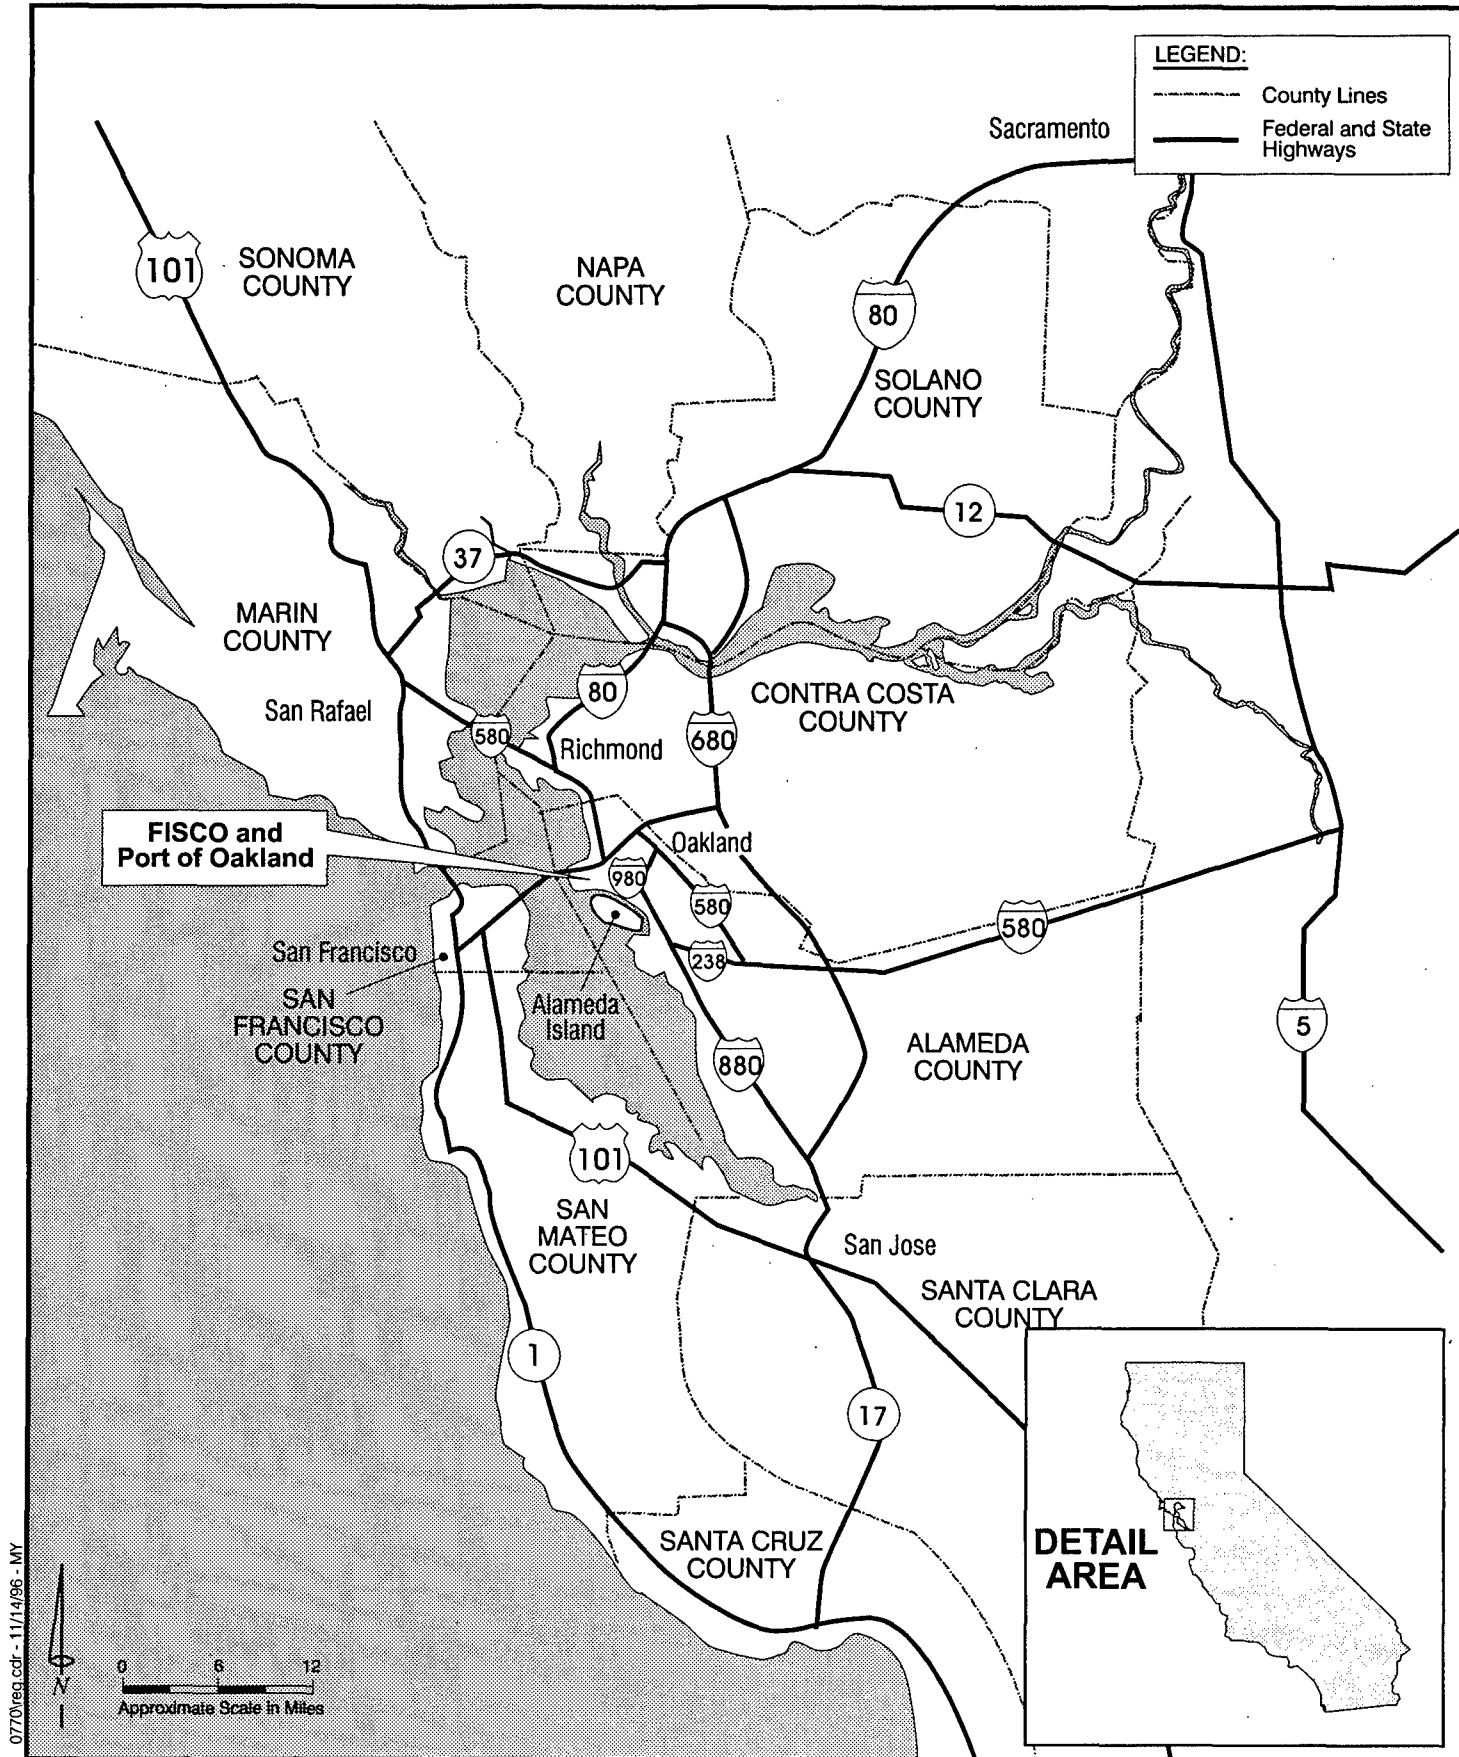 LEGEND:
County Lines
Federal and State
Highways
Sacramento
101
SONOMA
COUNTY
NAPA
COUNTY
80
SOLANO
COUNTY
12
37
MARIN
COUNTY
San Rafael
80
CONTRA COSTA
COUNTY
580
Richmond
680
FISCO and
Port of Oakland
Oakland
980
580
580
San Francisco
238
SAN
FRANCISCO
COUNTY
Alameda
Island
5
880
ALAMEDA
COUNTY
101
SAN
MATEO
COUNTY
San Jose
SANTA CLARA
COUNTY
1
17
SANTA CRUZ
COUNTY
DETAIL
AREA
N
0 6 12
Approximate Scale in Miles
0770\reg.cdr - 11/14/96 - MY